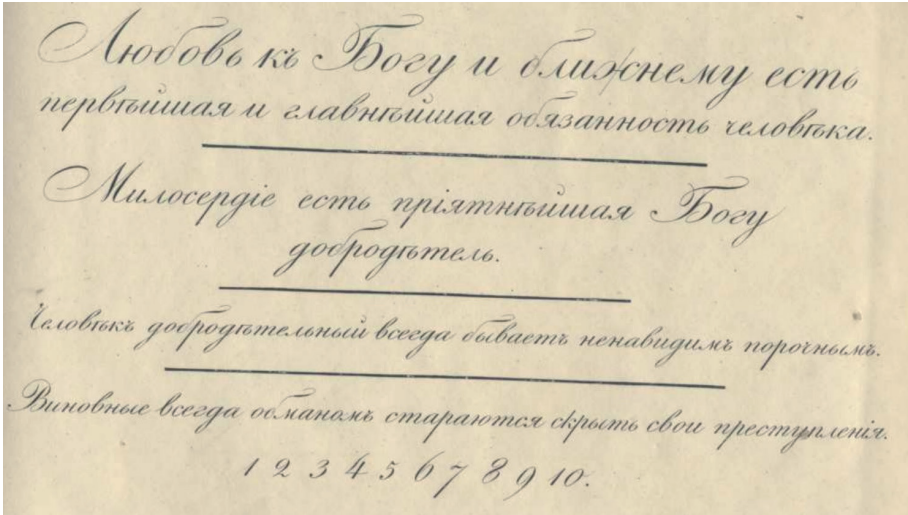 Любовь къ Богу и ближнему есть
первѣйшая и главнѣйшая обязанность человѣка.
Милосердіе есть пріятнѣйшая Богу
добродѣтель.
Человѣкъ добродѣтельный всегда бываетъ ненавидимъ порочнымъ.
Виновные всегда обманомъ стараются скрыть свои преступленія.
1 2 3 4 5 6 7 8 9 10.